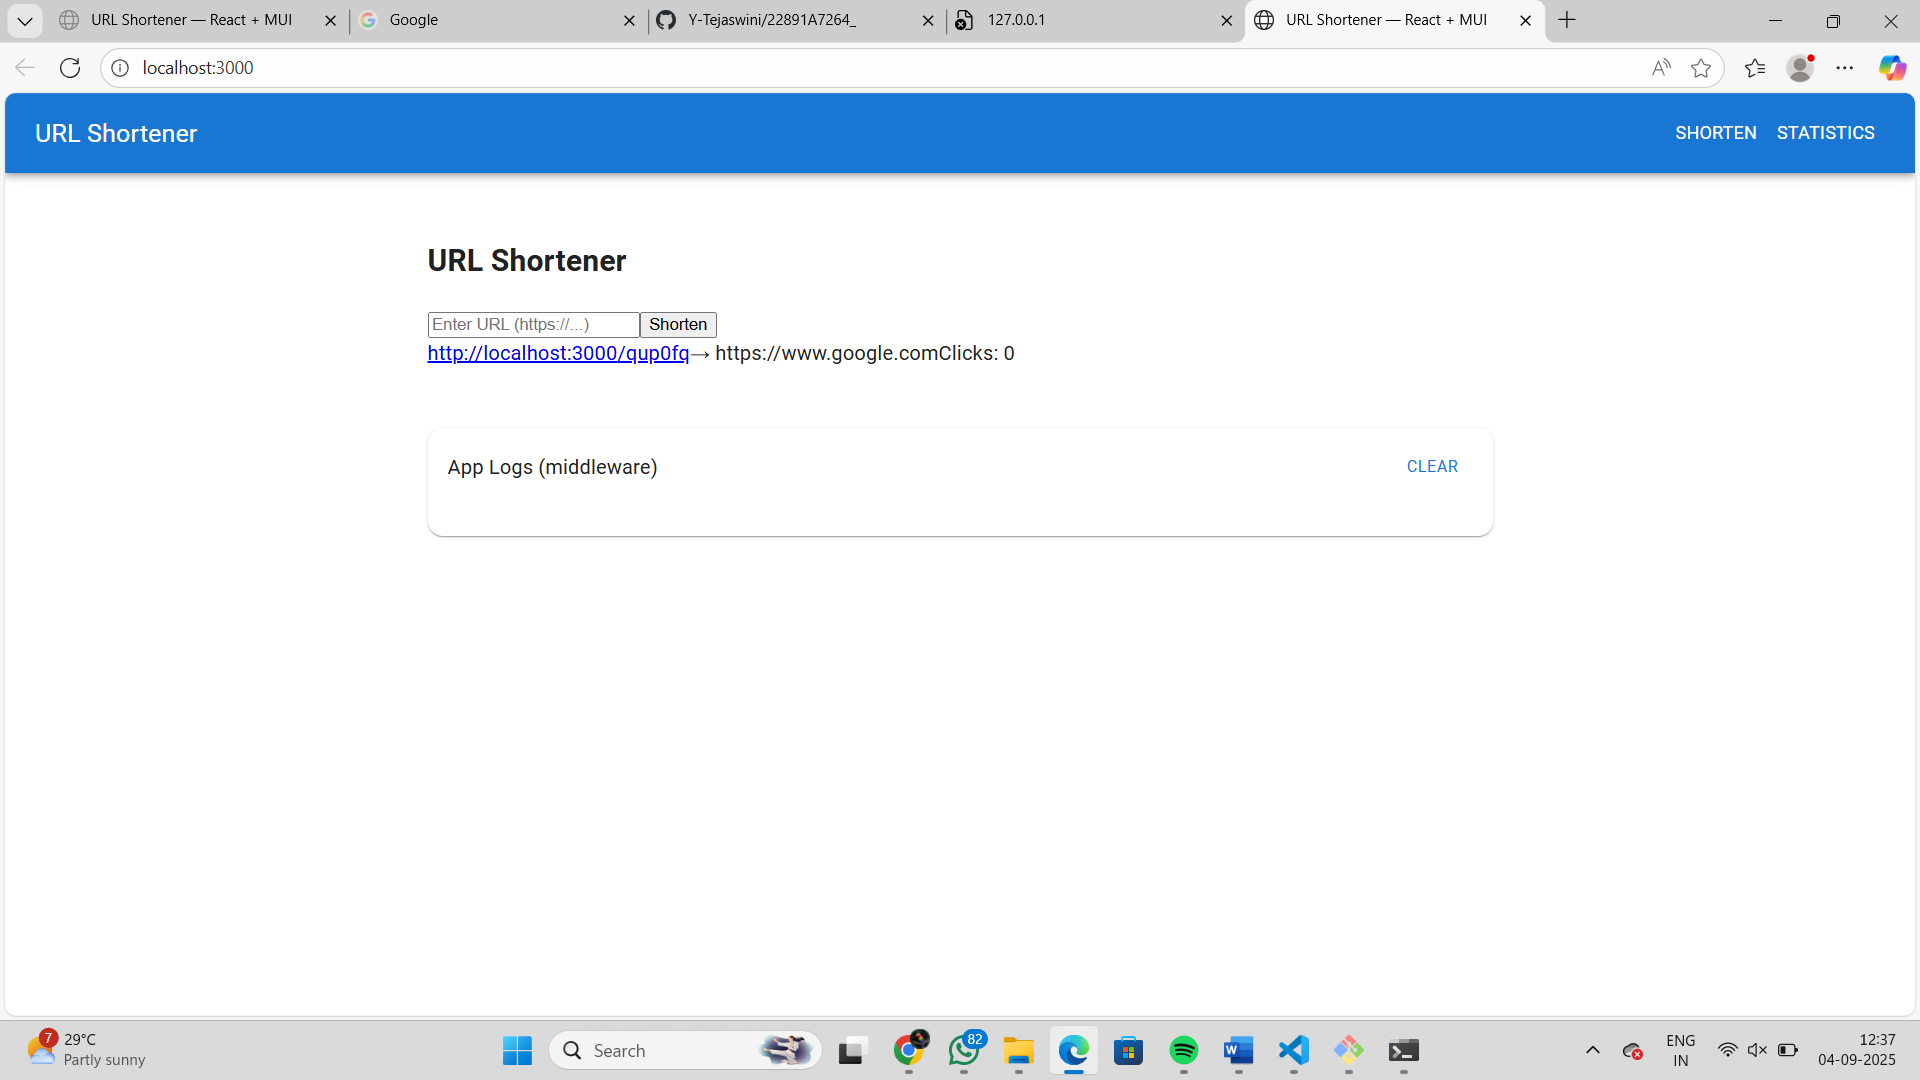 URL Shortener — React + MUI
Google
Y-Tejaswini/22891A7264_
127.0.0.1
URL Shortener — React + MUI
localhost:3000
URL Shortener
SHORTEN
STATISTICS
URL Shortener
Enter URL (https://...)
Shorten
http://localhost:3000/qup0fq→ https://www.google.comClicks: 0
App Logs (middleware)
CLEAR
7
29°C
Partly sunny
Search
82
ENG
IN
12:37
04-09-2025